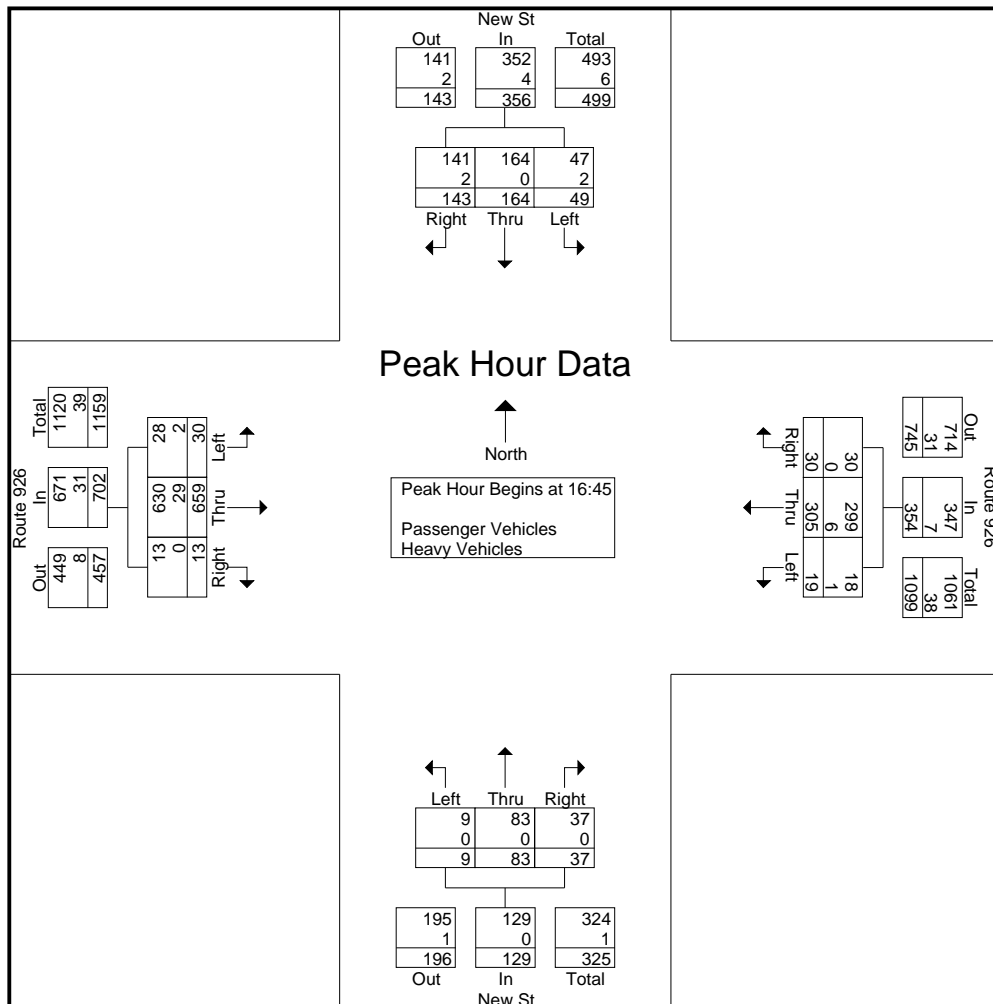 New St
Out In Total
141 352 493
2 4 6
143 356 499
141 164 47
2 0 2
143 164 49
Right Thru Left
Peak Hour Data
North
Peak Hour Begins at 16:45
Passenger Vehicles
Heavy Vehicles
Route 926
Total In Out
1120 671 449
39 31 8
1159 702 457
28 630 13
2 29 0
30 659 13
Left Thru Right
Route 926
Out In Total
714 347 1061
31 7 38
745 354 1099
30 299 18
0 6 1
30 305 19
Right Thru Left
Left Thru Right
9 83 37
0 0 0
9 83 37
195 129 324
1 0 1
196 129 325
Out In Total
New St